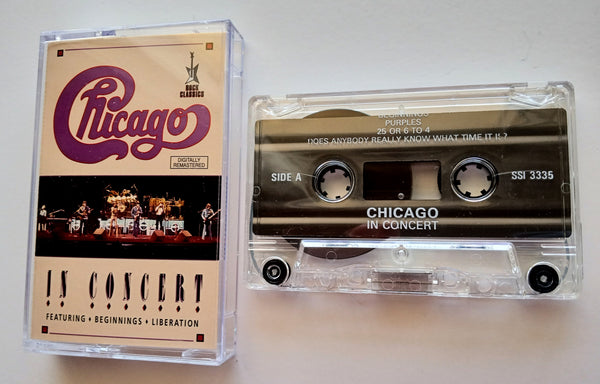 Chicago
ROCK
CLASSICS
DIGITALLY
REMASTERED
IN CONCERT
FEATURING • BEGINNINGS • LIBERATION
BEGINNINGS
PURPLES
25 OR 6 TO 4
DOES ANYBODY REALLY KNOW WHAT TIME IT IS?
SIDE A
SSI 3335
CHICAGO
IN CONCERT